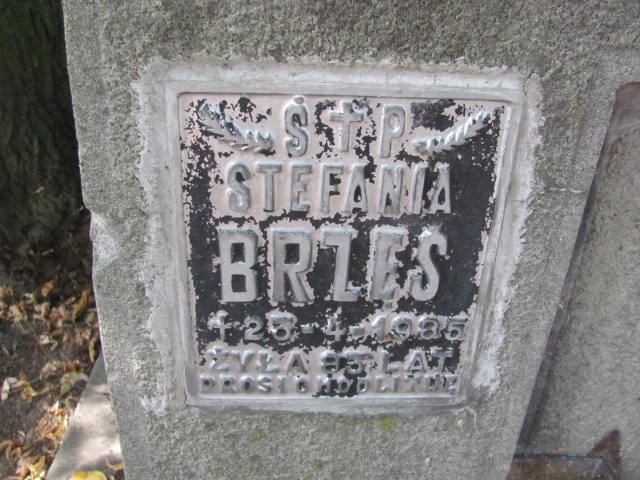 Ś † P
STEFANIA
BRZEŚ
† 23-4-1985
ŻYŁA 93 LAT
PROSI O MODLITWĘ